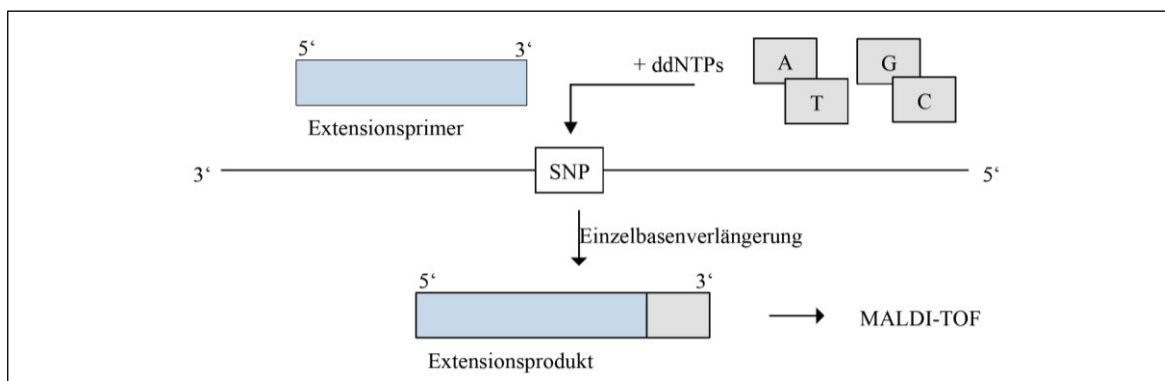 5‘ 3‘
+ ddNTPs
A G
T C
Extensionsprimer
3‘ SNP 5‘
Einzelbasenverlängerung
5‘ 3‘
MALDI-TOF
Extensionsprodukt